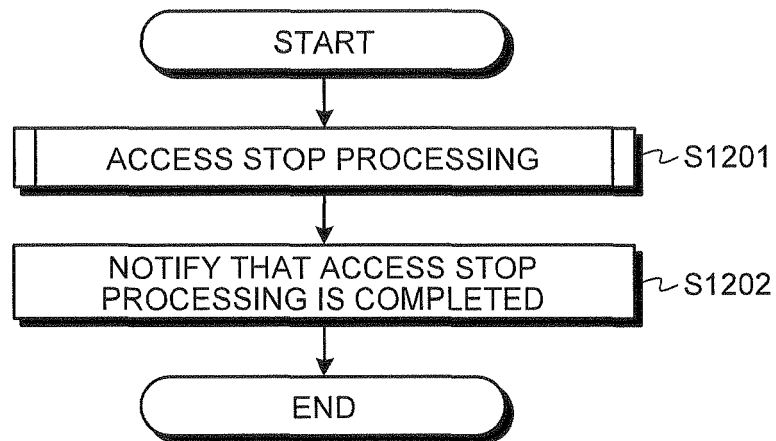 START
ACCESS STOP PROCESSING
S1201
NOTIFY THAT ACCESS STOP
PROCESSING IS COMPLETED
S1202
END